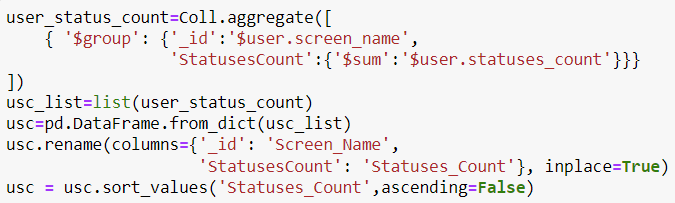 user_status_count=Coll.aggregate([
    { '$group': {'_id':'$user.screen_name',
                 'StatusesCount':{'$sum':'$user.statuses_count'}}}
])
usc_list=list(user_status_count)
usc=pd.DataFrame.from_dict(usc_list)
usc.rename(columns={'_id': 'Screen_Name',
                    'StatusesCount': 'Statuses_Count'}, inplace=True)
usc = usc.sort_values('Statuses_Count',ascending=False)